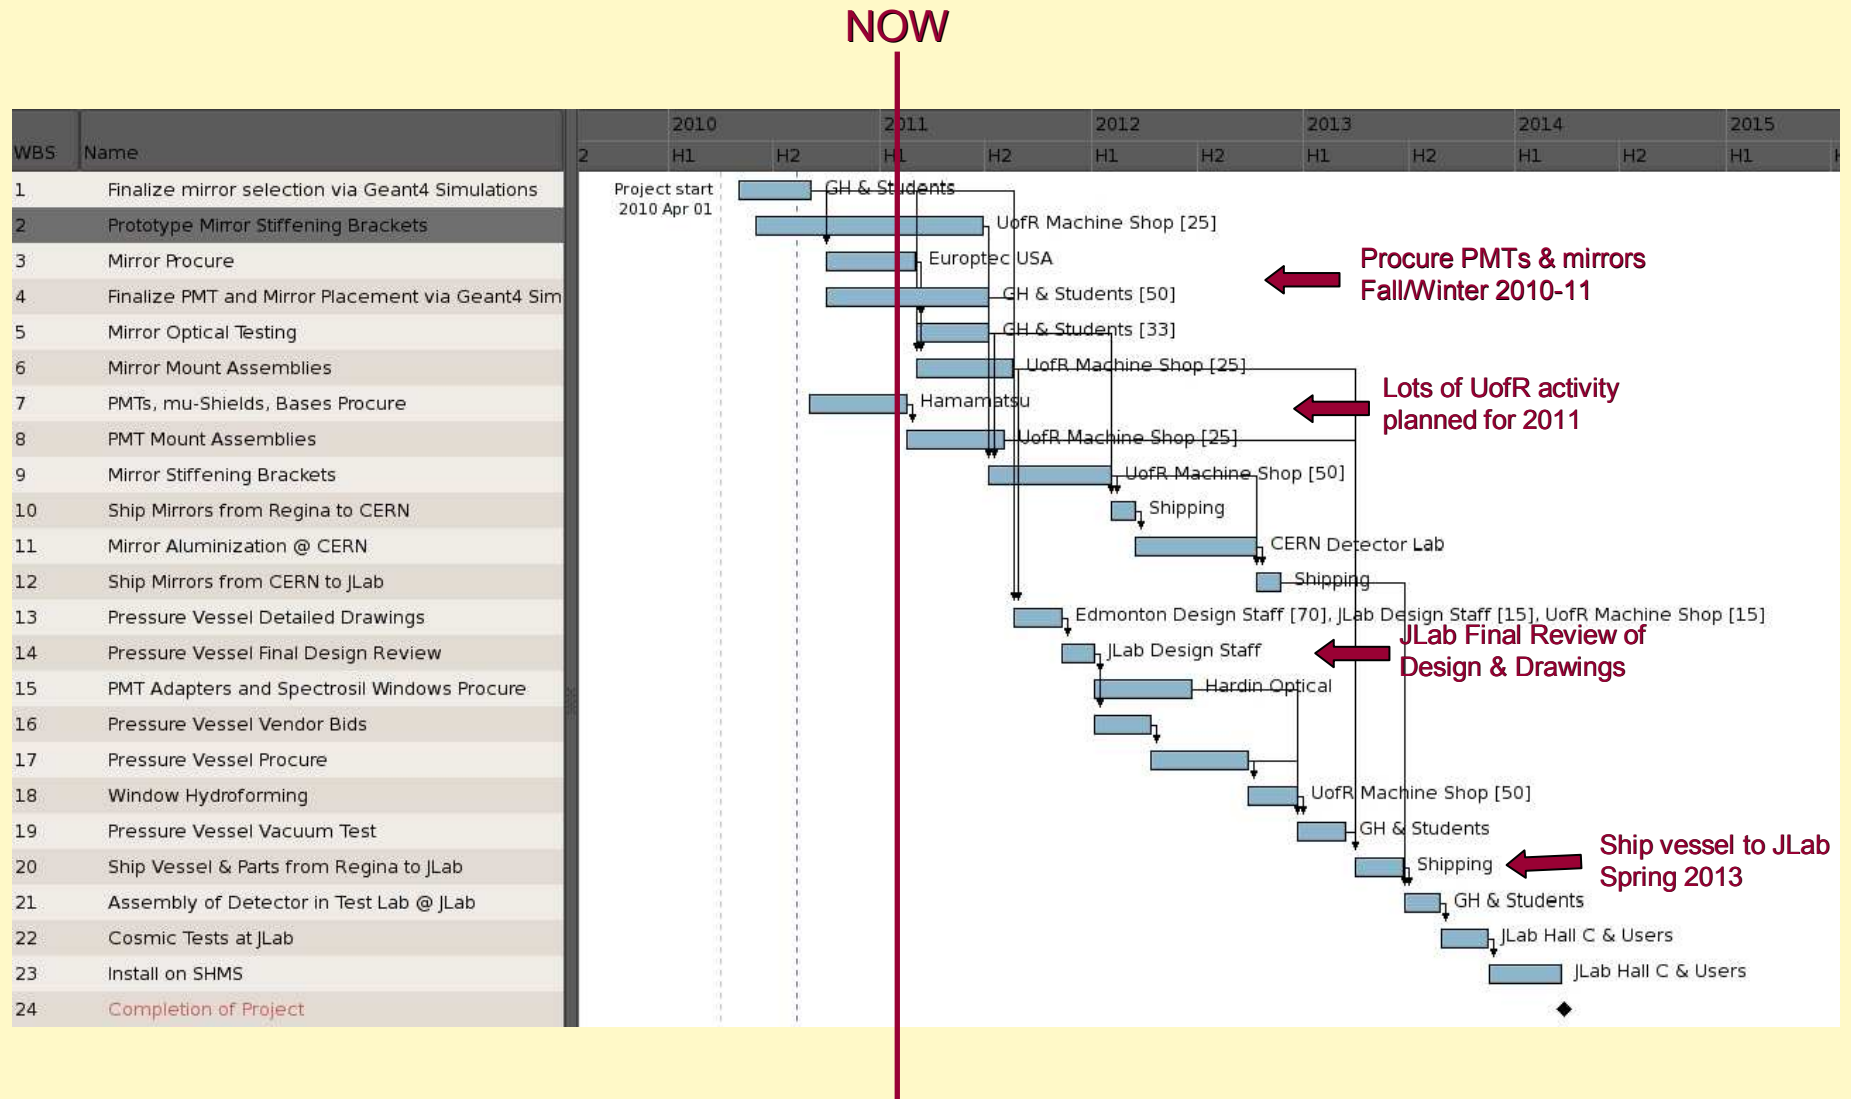 NOW
2010 2011 2012 2013 2014 2015
WBS Name 2 H1 H2 H1 H2 H1 H2 H1 H2 H1 H2 H1
1 Finalize mirror selection via Geant4 Simulations Project start GH & Students
2010 Apr 01
2 Prototype Mirror Stiffening Brackets UofR Machine Shop [25]
3 Mirror Procure Europtec USA
Procure PMTs & mirrors
Fall/Winter 2010-11
4 Finalize PMT and Mirror Placement via Geant4 Sim GH & Students [50]
5 Mirror Optical Testing GH & Students [33]
6 Mirror Mount Assemblies UofR Machine Shop [25]
Lots of UofR activity
planned for 2011
7 PMTs, mu-Shields, Bases Procure Hamamatsu
8 PMT Mount Assemblies UofR Machine Shop [25]
9 Mirror Stiffening Brackets UofR Machine Shop [50]
10 Ship Mirrors from Regina to CERN Shipping
11 Mirror Aluminization @ CERN CERN Detector Lab
12 Ship Mirrors from CERN to JLab Shipping
13 Pressure Vessel Detailed Drawings Edmonton Design Staff [70], JLab Design Staff [15], UofR Machine Shop [15]
JLab Final Review of
Design & Drawings
14 Pressure Vessel Final Design Review JLab Design Staff
15 PMT Adapters and Spectrosil Windows Procure Hardin Optical
16 Pressure Vessel Vendor Bids
17 Pressure Vessel Procure
18 Window Hydroforming UofR Machine Shop [50]
19 Pressure Vessel Vacuum Test GH & Students
Ship vessel to JLab
Spring 2013
20 Ship Vessel & Parts from Regina to JLab Shipping
21 Assembly of Detector in Test Lab @ JLab GH & Students
22 Cosmic Tests at JLab JLab Hall C & Users
23 Install on SHMS JLab Hall C & Users
24 Completion of Project